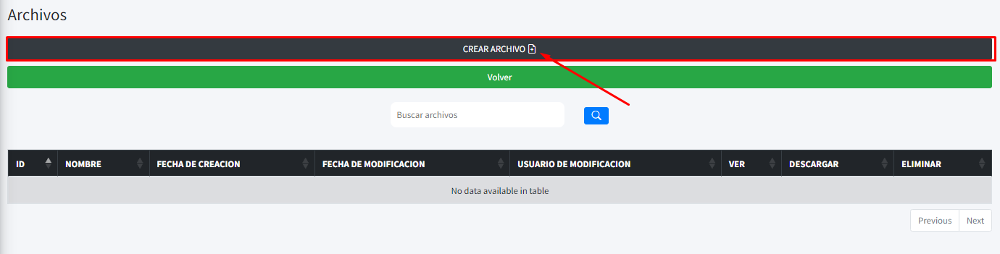 Archivos
CREAR ARCHIVO
Volver
Buscar archivos
ID NOMBRE FECHA DE CREACION FECHA DE MODIFICACION USUARIO DE MODIFICACION VER DESCARGAR ELIMINAR
No data available in table
Previous Next